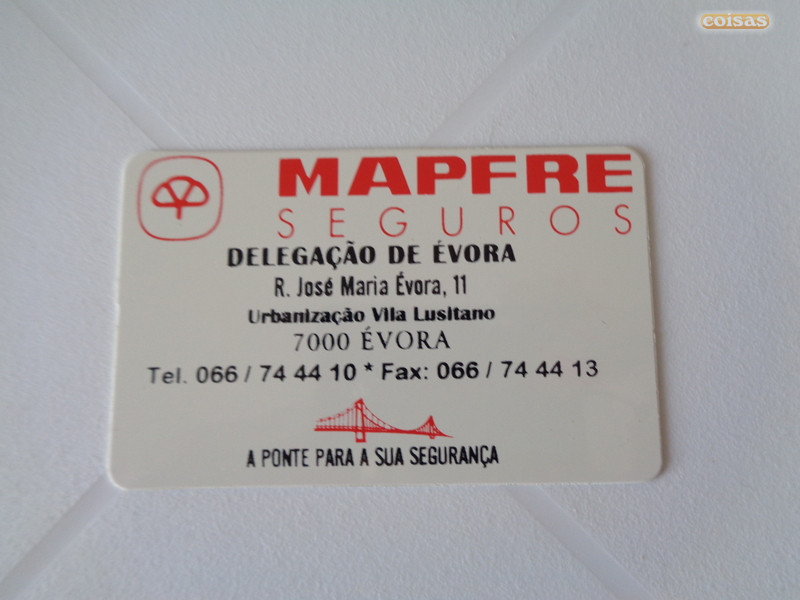 coisas
MAPFRE
SEGUROS
DELEGAÇÃO DE ÉVORA
R. José Maria Évora, 11
Urbanização Vila Lusitano
7000 ÉVORA
Tel. 066 / 74 44 10 * Fax: 066 / 74 44 13
A PONTE PARA A SUA SEGURANÇA